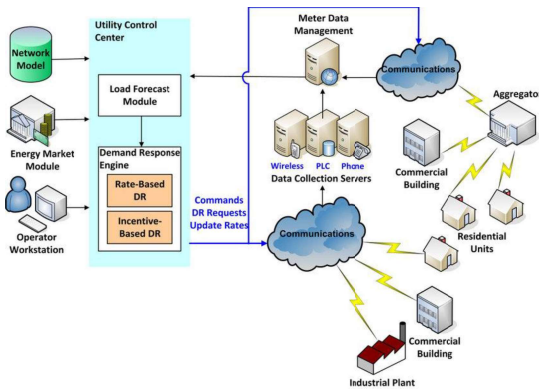 Network
Model
Energy Market
Module
Operator
Workstation
Utility Control
Center
Load Forecast
Module
Demand Response
Engine
Rate-Based
DR
Incentive-
Based DR
Commands
DR Requests
Update Rates
Meter Data
Management
Wireless PLC Phone
Data Collection Servers
Communications
Communications
Aggregator
Commercial
Building
Residential
Units
Commercial
Building
Industrial Plant